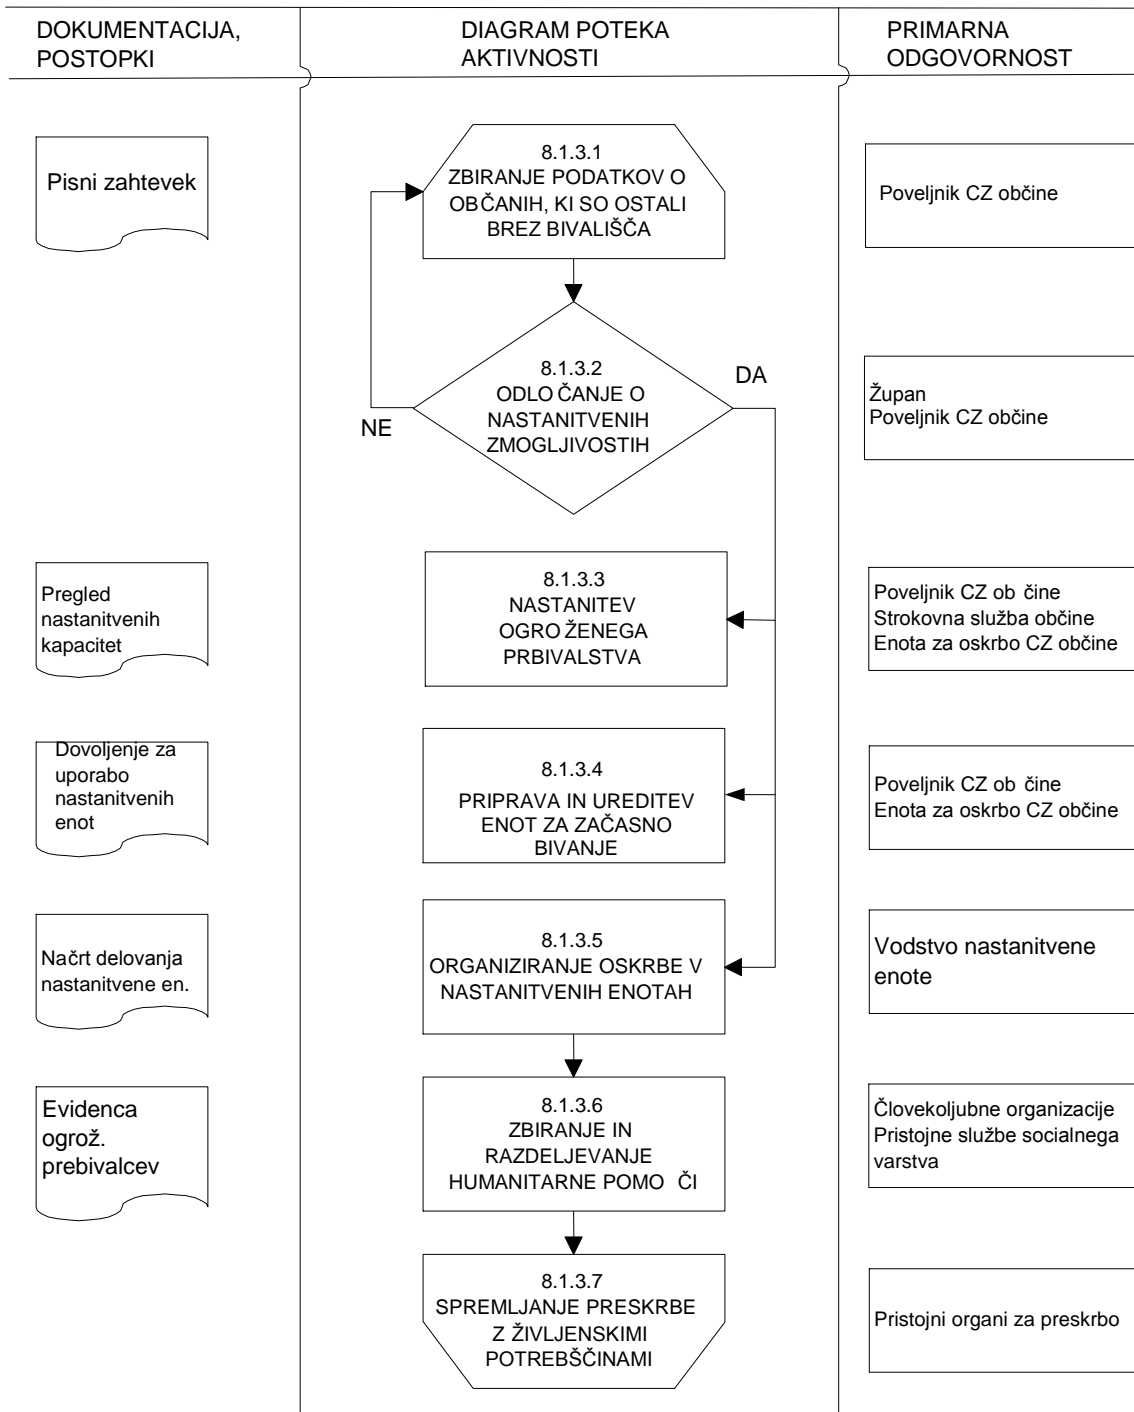 DOKUMENTACIJA,
POSTOPKI
DIAGRAM POTEKA
AKTIVNOSTI
PRIMARNA
ODGOVORNOST
Pisni zahtevek
8.1.3.1
ZBIRANJE PODATKOV O
OBČANIH, KI SO OSTALI
BREZ BIVALIŠČA
Poveljnik CZ občine
8.1.3.2
ODLO ČANJE O
NASTANITVENIH
ZMOGLJIVOSTIH
NE
DA
Župan
Poveljnik CZ občine
Pregled
nastanitvenih
kapacitet
8.1.3.3
NASTANITEV
OGRO ŽENEGA
PRBIVALSTVA
Poveljnik CZ ob čine
Strokovna služba občine
Enota za oskrbo CZ občine
Dovoljenje za
uporabo
nastanitvenih
enot
8.1.3.4
PRIPRAVA IN UREDITEV
ENOT ZA ZAČASNO
BIVANJE
Poveljnik CZ ob čine
Enota za oskrbo CZ občine
Načrt delovanja
nastanitvene en.
8.1.3.5
ORGANIZIRANJE OSKRBE V
NASTANITVENIH ENOTAH
Vodstvo nastanitvene
enote
Evidenca
ogrož.
prebivalcev
8.1.3.6
ZBIRANJE IN
RAZDELJEVANJE
HUMANITARNE POMO ČI
Človekoljubne organizacije
Pristojne službe socialnega
varstva
8.1.3.7
SPREMLJANJE PRESKRBE
Z ŽIVLJENSKIMI
POTREBŠČINAMI
Pristojni organi za preskrbo